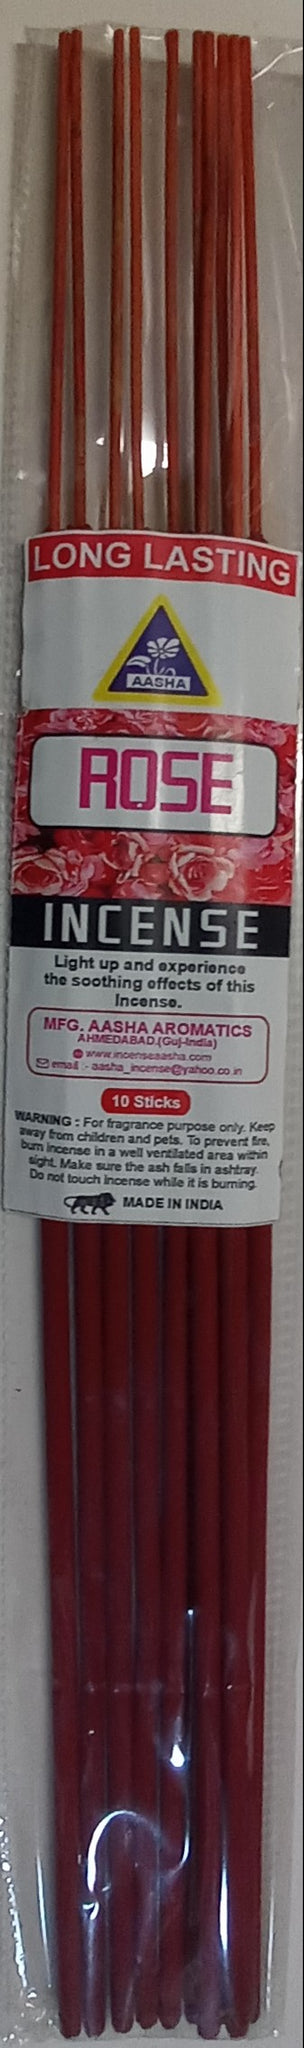 LONG LASTING
AASHA
ROSE
INCENSE
Light up and experience
the soothing effects of this
Incense.
MFG. AASHA AROMATICS
AHMEDABAD.(Guj-India)
www.incenseaasha.com
email :- aasha_incense@yahoo.co.in
10 Sticks
WARNING : For fragrance purpose only. Keep
away from children and pets. To prevent fire,
burn incense in a well ventilated area within
sight. Make sure the ash falls in ashtray.
Do not touch incense while it is burning.
MADE IN INDIA